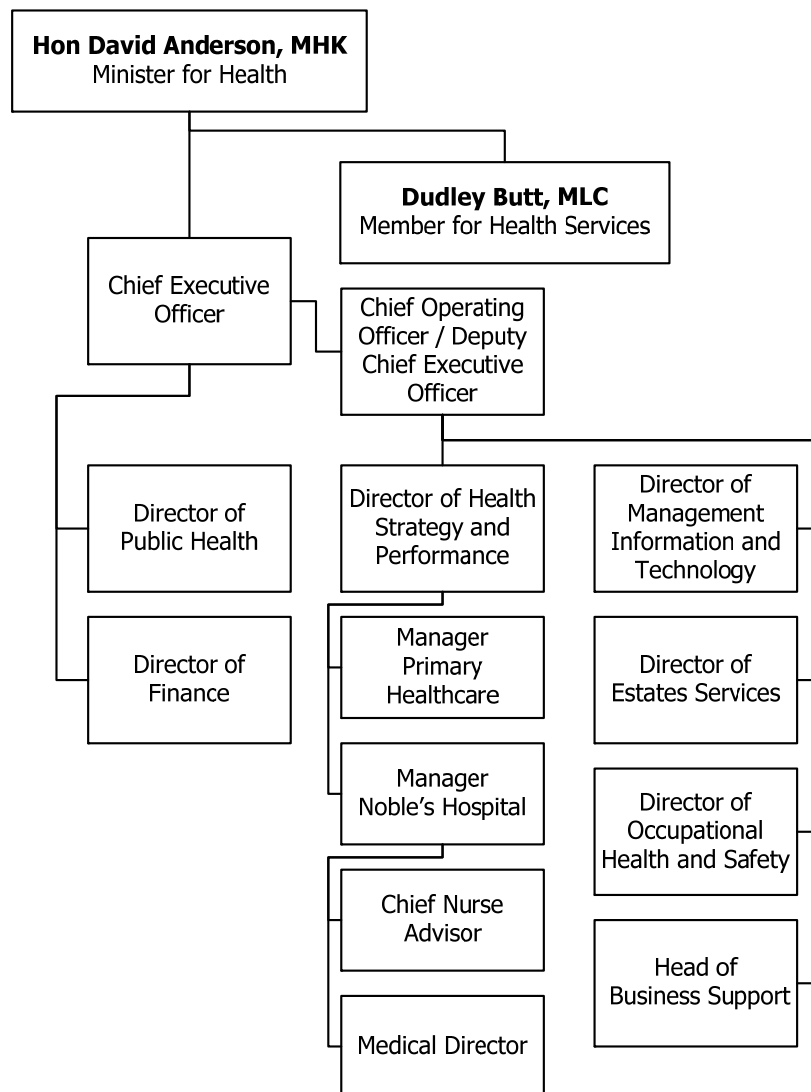 Hon David Anderson, MHK
Minister for Health
Dudley Butt, MLC
Member for Health Services
Chief Executive
Officer
Chief Operating
Officer / Deputy
Chief Executive
Officer
Director of
Public Health
Director of Health
Strategy and
Performance
Director of
Management
Information and
Technology
Director of
Finance
Manager
Primary
Healthcare
Director of
Estates Services
Manager
Noble’s Hospital
Director of
Occupational
Health and Safety
Chief Nurse
Advisor
Head of
Business Support
Medical Director